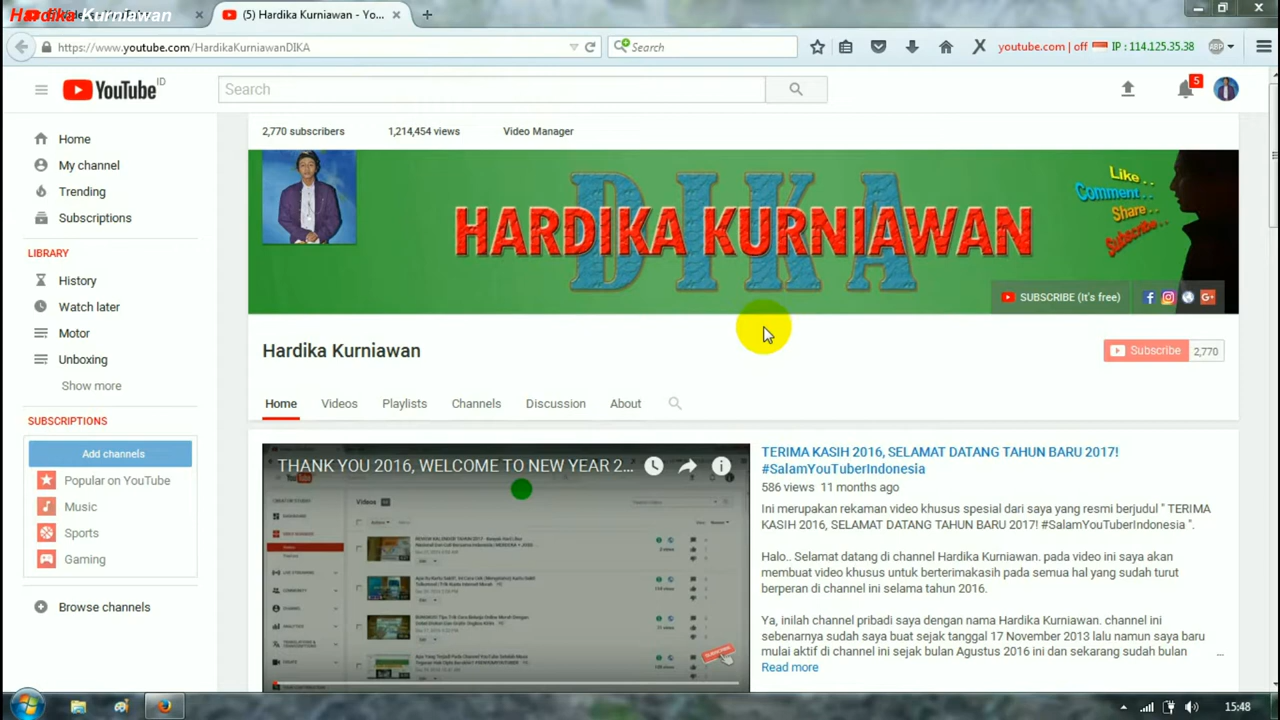 Hardika Kurniawan
(5) Hardika Kurniawan - Yo...
https://www.youtube.com/HardikaKurniawanDIKA
Search
youtube.com | off
IP : 114.125.35.38
ABP
YouTube ID
Search
5
Home
My channel
Trending
Subscriptions
LIBRARY
History
Watch later
Motor
Unboxing
Show more
SUBSCRIPTIONS
Add channels
Popular on YouTube
Music
Sports
Gaming
Browse channels
2,770 subscribers
1,214,454 views
Video Manager
DIKA
HARDIKA KURNIAWAN
Like . .
Comment. . .
Share . .
Subscribe. . .
SUBSCRIBE (It's free)
Hardika Kurniawan
Subscribe 2,770
Home
Videos
Playlists
Channels
Discussion
About
THANK YOU 2016, WELCOME TO NEW YEAR 2...
Videos
TERIMA KASIH 2016, SELAMAT DATANG TAHUN BARU 2017!
#SalamYouTuberIndonesia
586 views 11 months ago
Ini merupakan rekaman video khusus spesial dari saya yang resmi berjudul " TERIMA
KASIH 2016, SELAMAT DATANG TAHUN BARU 2017! #SalamYouTuberIndonesia ".
Halo.. Selamat datang di channel Hardika Kurniawan. pada video ini saya akan
membuat video khusus untuk berterimakasih pada semua hal yang sudah turut
berperan di channel ini selama tahun 2016.
Ya, inilah channel pribadi saya dengan nama Hardika Kurniawan. channel ini
sebenarnya sudah saya buat sejak tanggal 17 November 2013 lalu namun saya baru
mulai aktif di channel ini sejak bulan Agustus 2016 ini dan sekarang sudah bulan ...
Read more
15:48